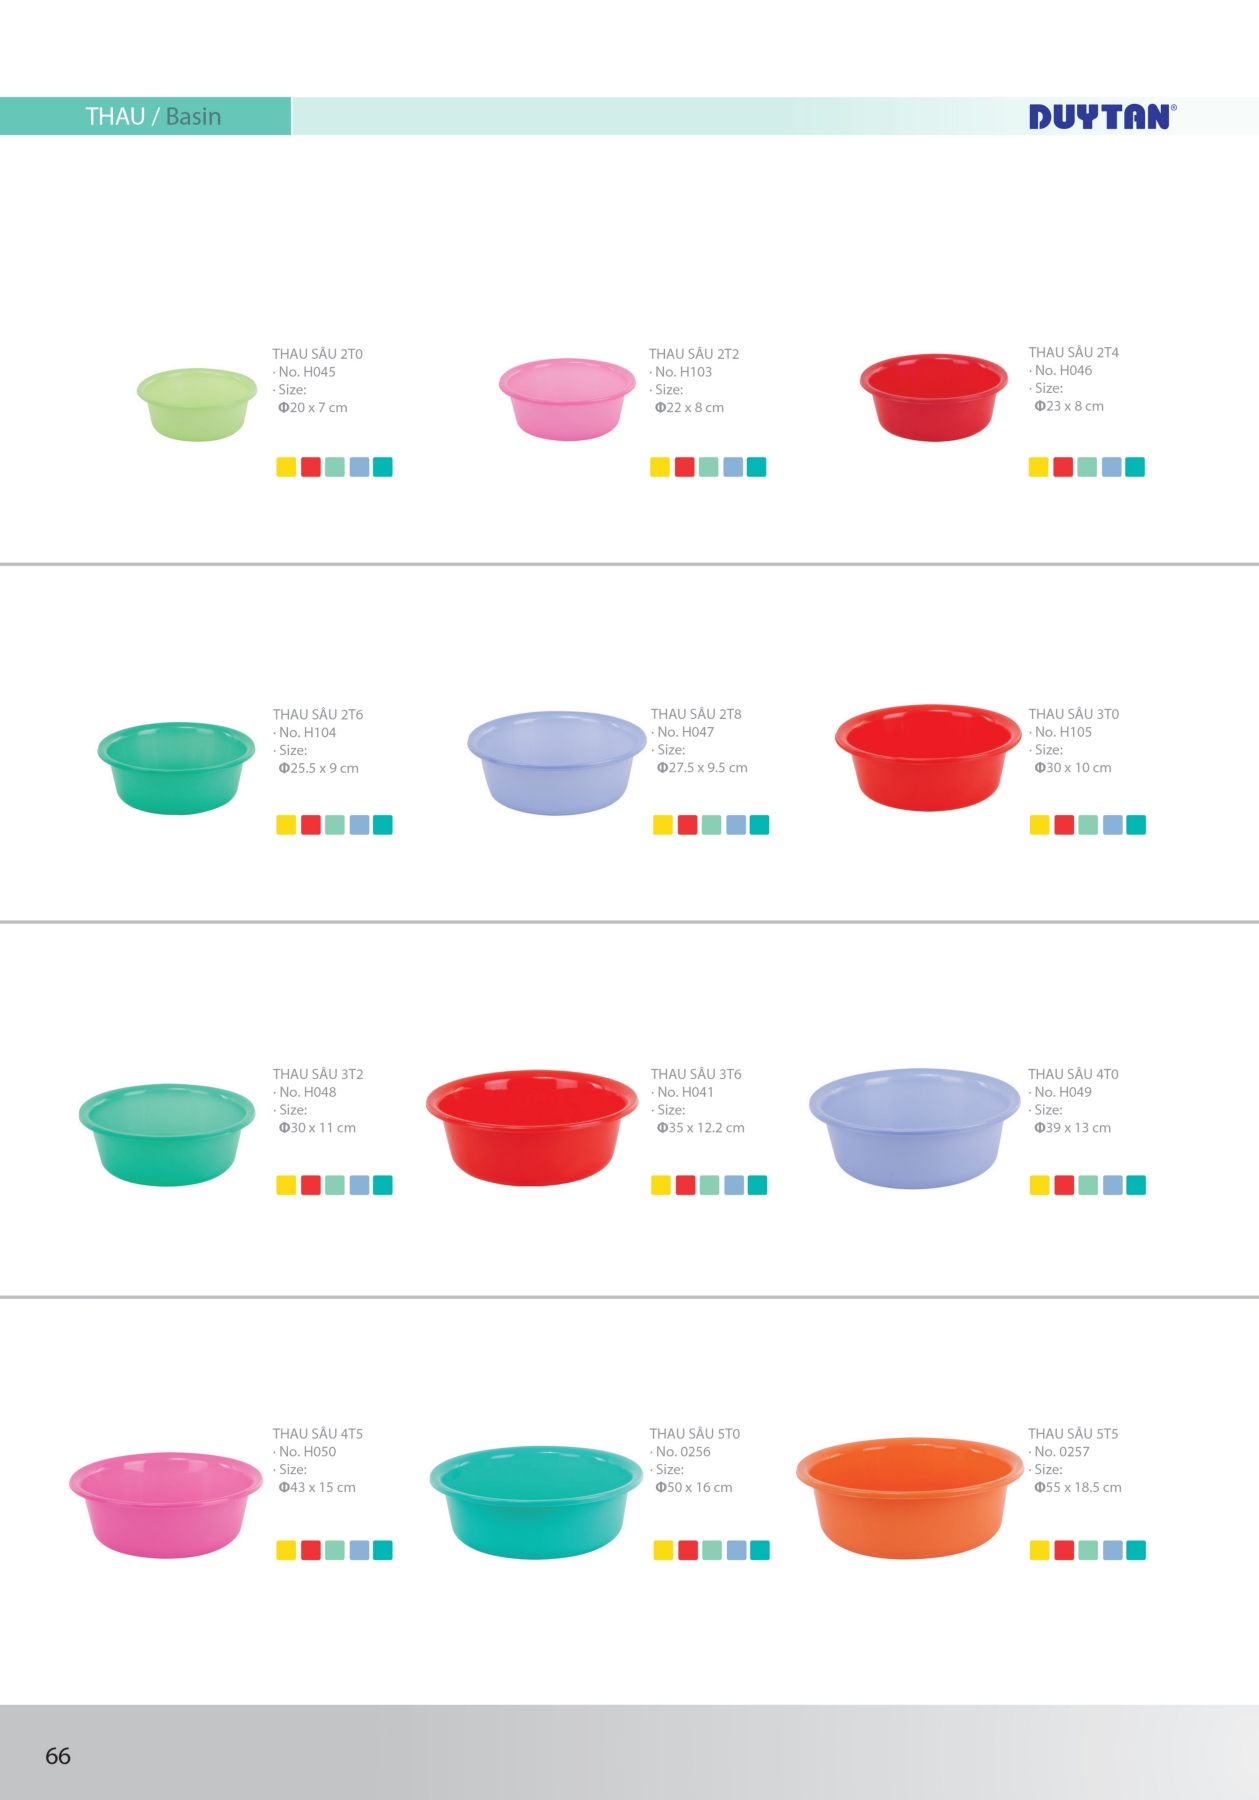 THAU / Basin
DUYTAN®
THAU SÂU 2T0
· No. H045
· Size:
Φ20 x 7 cm
THAU SÂU 2T2
· No. H103
· Size:
Φ22 x 8 cm
THAU SÂU 2T4
· No. H046
· Size:
Φ23 x 8 cm
THAU SÂU 2T6
· No. H104
· Size:
Φ25.5 x 9 cm
THAU SÂU 2T8
· No. H047
· Size:
Φ27.5 x 9.5 cm
THAU SÂU 3T0
· No. H105
· Size:
Φ30 x 10 cm
THAU SÂU 3T2
· No. H048
· Size:
Φ30 x 11 cm
THAU SÂU 3T6
· No. H041
· Size:
Φ35 x 12.2 cm
THAU SÂU 4T0
· No. H049
· Size:
Φ39 x 13 cm
THAU SÂU 4T5
· No. H050
· Size:
Φ43 x 15 cm
THAU SÂU 5T0
· No. 0256
· Size:
Φ50 x 16 cm
THAU SÂU 5T5
· No. 0257
· Size:
Φ55 x 18.5 cm
66